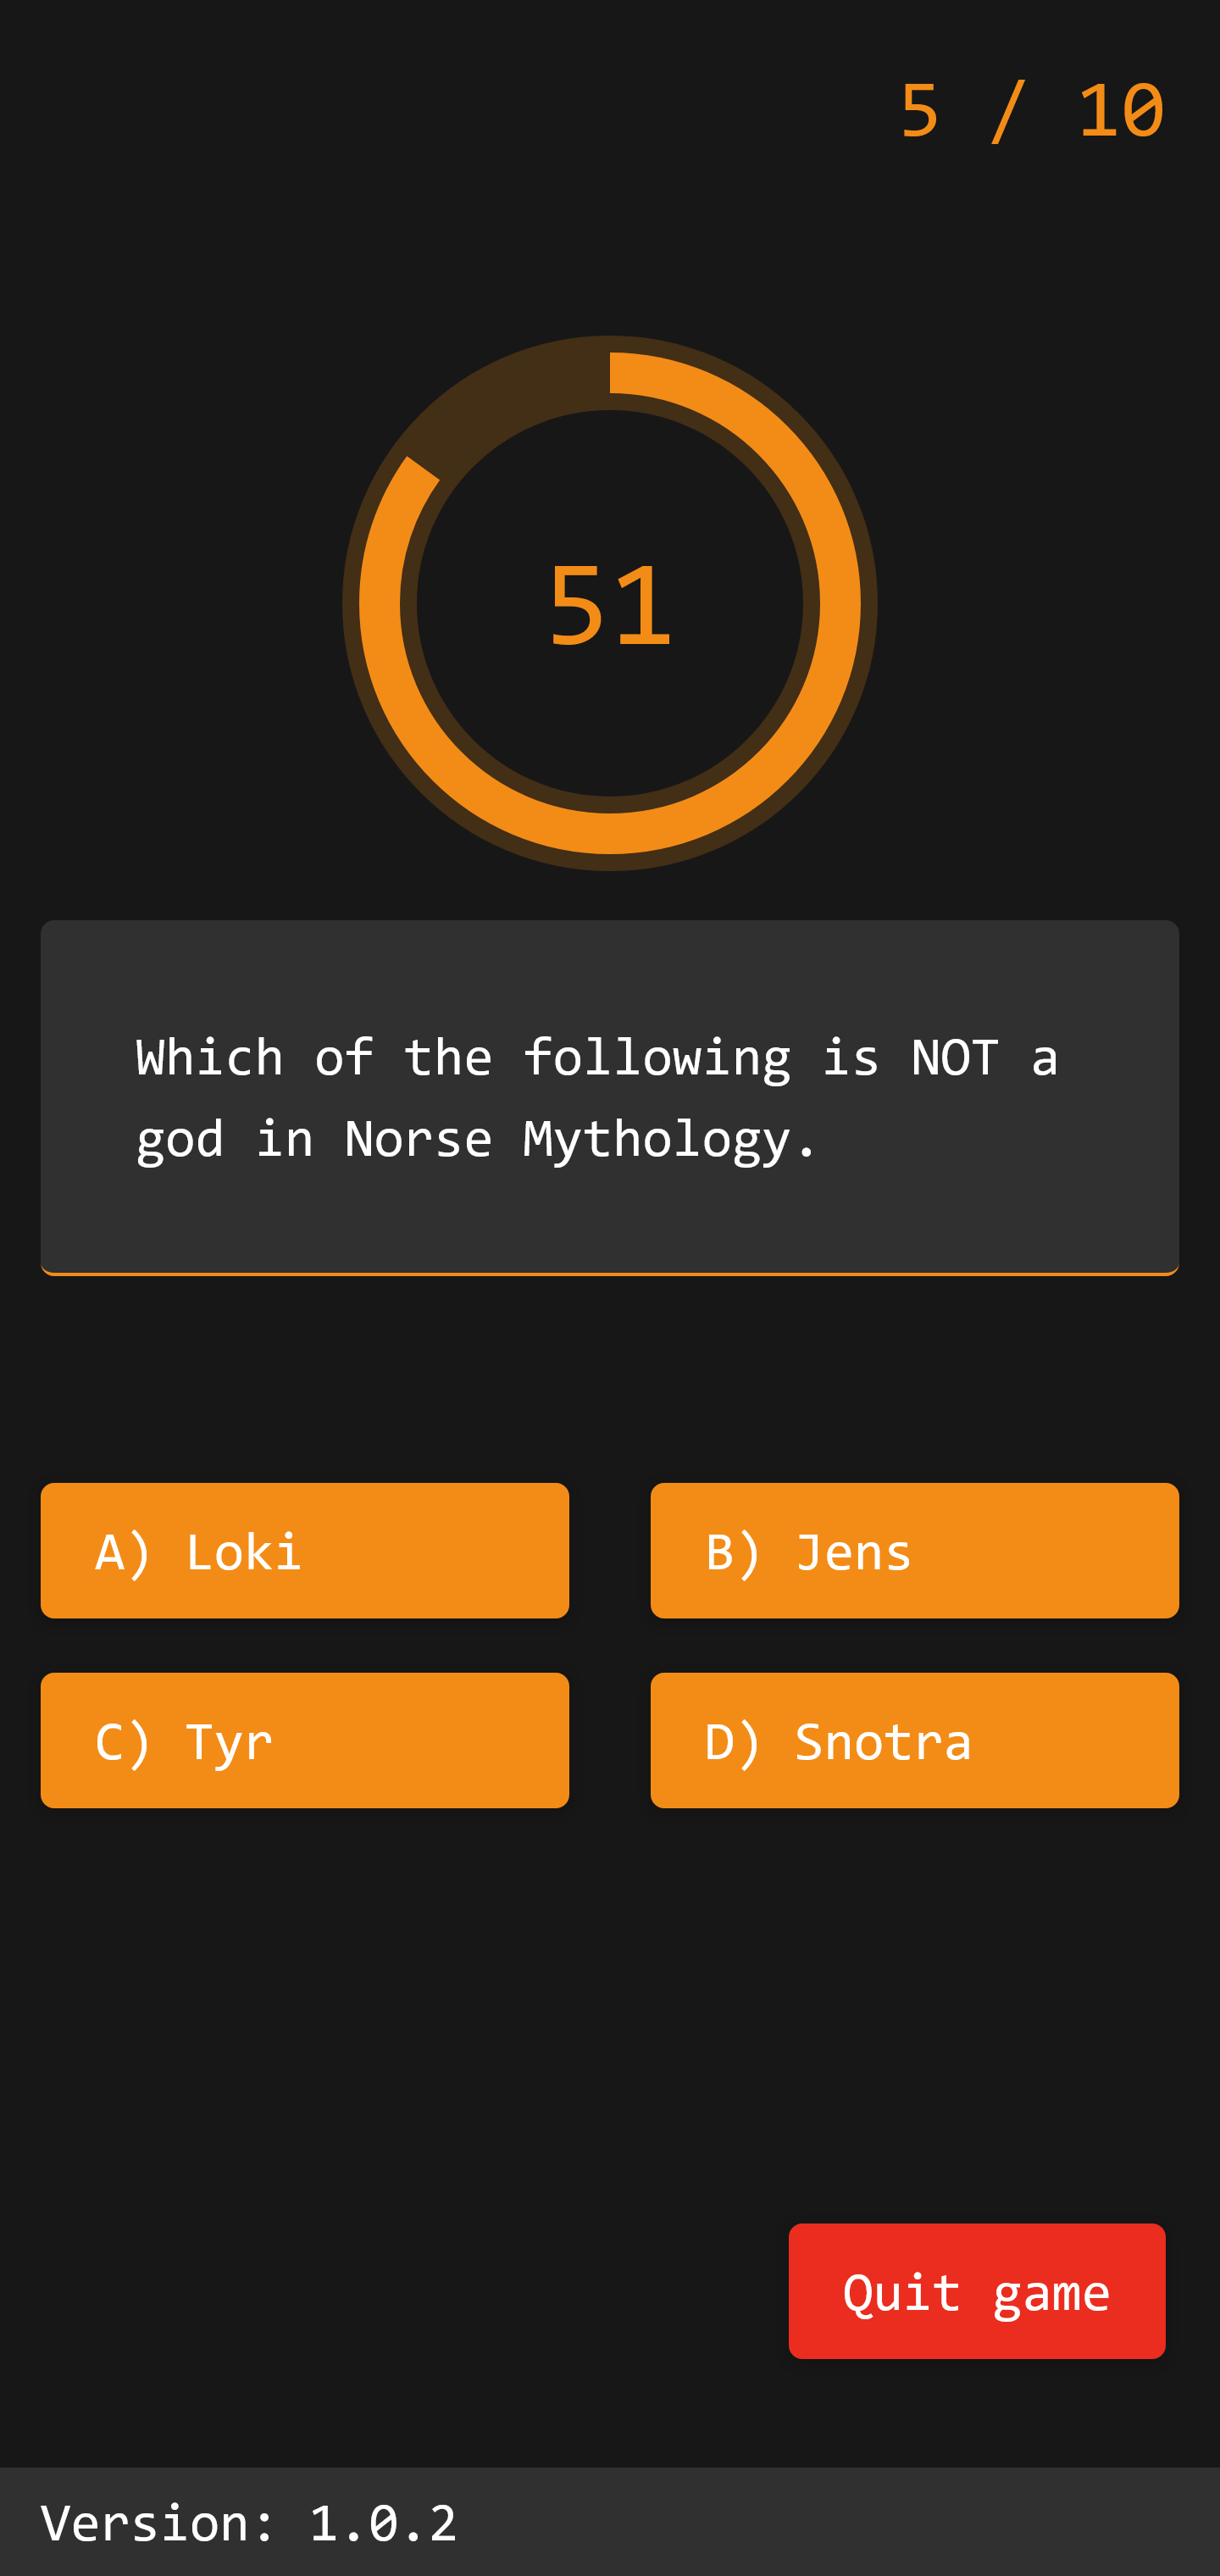 5 / 10
51
Which of the following is NOT a
god in Norse Mythology.
A) Loki
B) Jens
C) Tyr
D) Snotra
Quit game
Version: 1.0.2